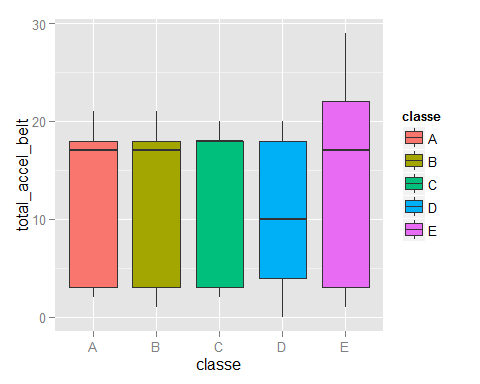 total_accel_belt
30
20
10
0
A B C D E
classe
classe
A
B
C
D
E